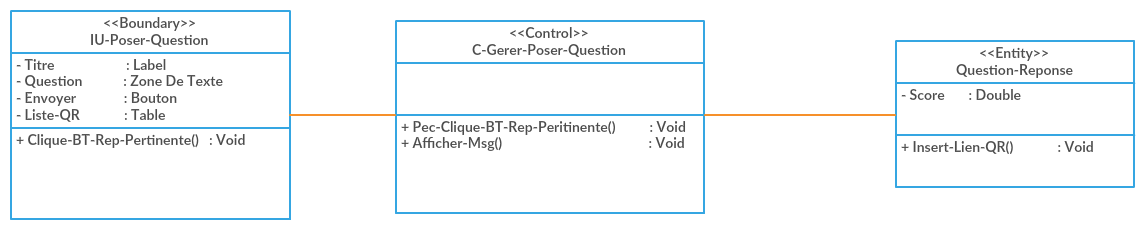 <<Boundary>>
IU-Poser-Question
- Titre : Label
- Question : Zone De Texte
- Envoyer : Bouton
- Liste-QR : Table
+ Clique-BT-Rep-Pertinente() : Void
<<Control>>
C-Gerer-Poser-Question
+ Pec-Clique-BT-Rep-Peritinente() : Void
+ Afficher-Msg() : Void
<<Entity>>
Question-Reponse
- Score : Double
+ Insert-Lien-QR() : Void